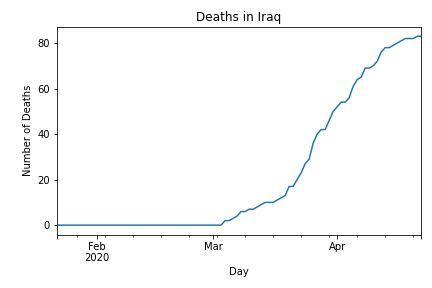 Deaths in Iraq
Number of Deaths
80
60
40
20
0
Feb
2020
Mar
Apr
Day